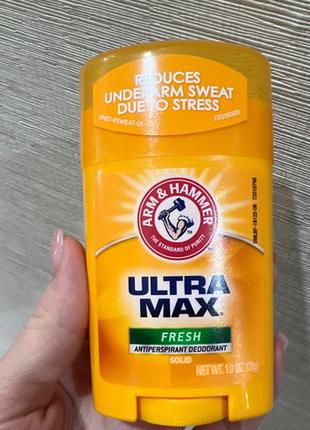 REDUCES
UNDERARM SWEAT
DUE TO STRESS
ARM & HAMMER
THE STANDARD OF PURITY
ULTRA
MAX
FRESH
ANTIPERSPIRANT DEODORANT
SOLID
NET WT. 1.0 OZ. (28g)